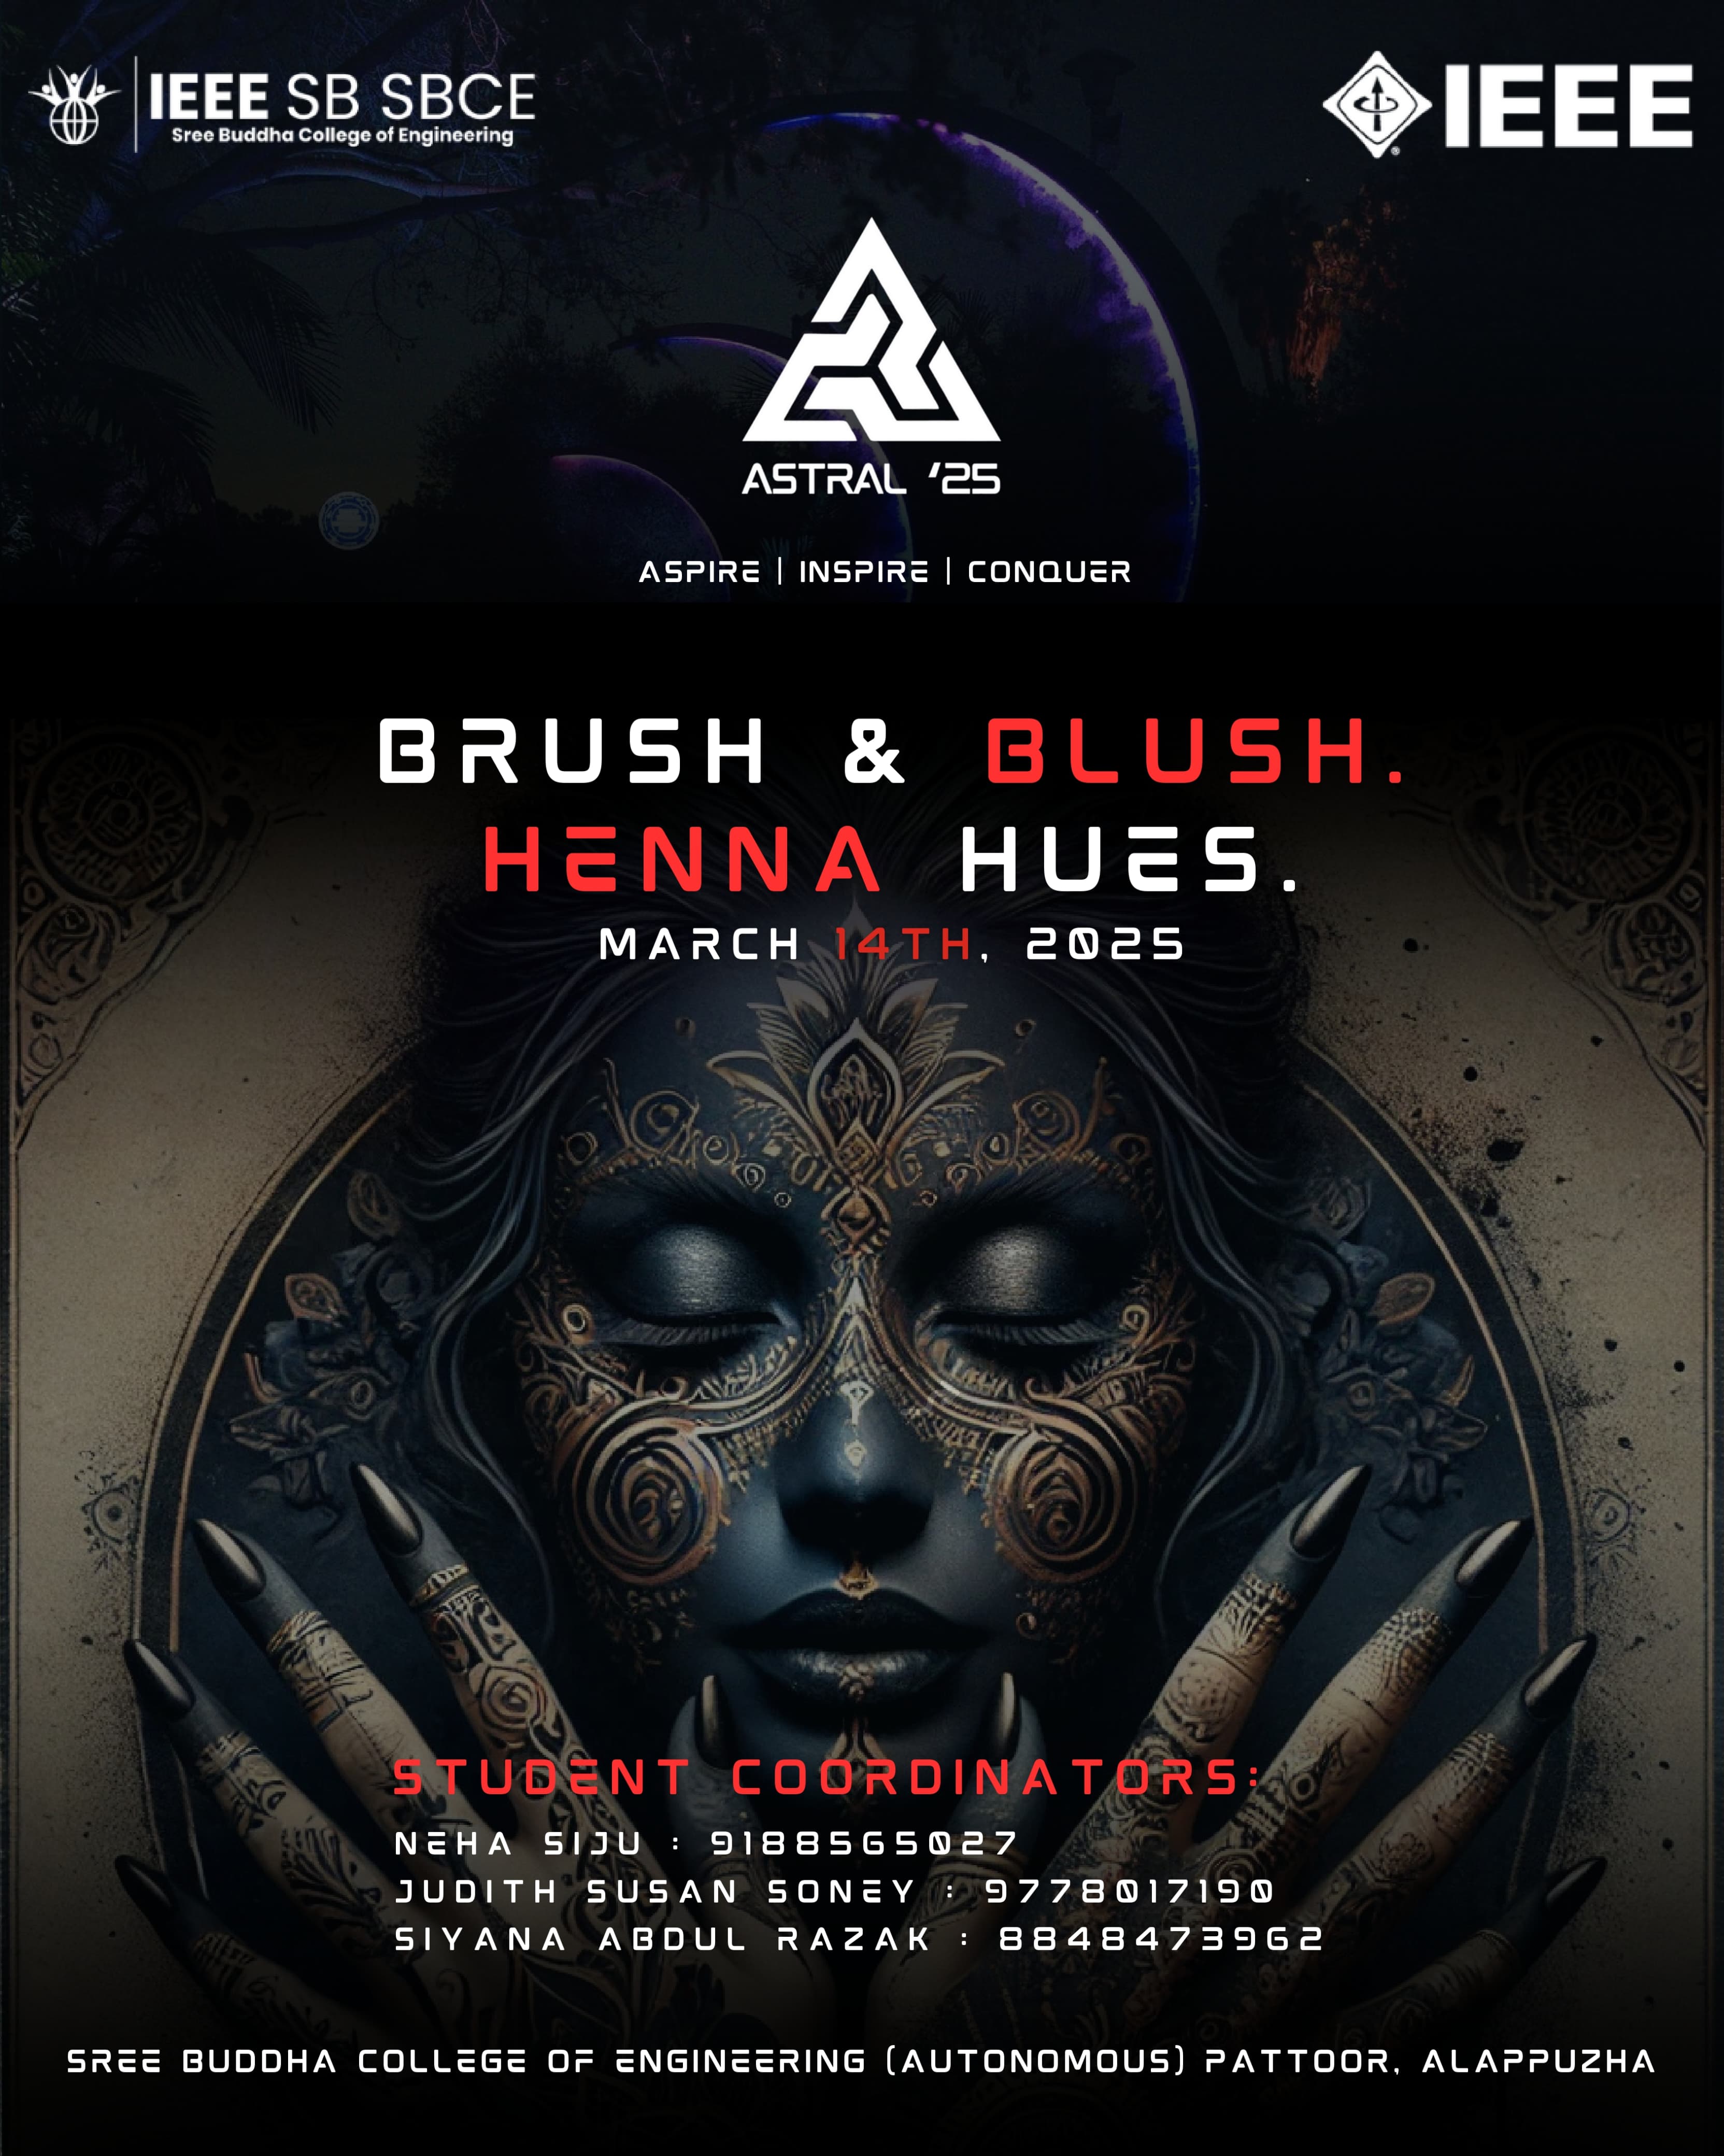 IEEE SB SBCE
Sree Buddha College of Engineering
IEEE
ASTRAL '25
ASPIRE | INSPIRE | CONQUER
BRUSH & BLUSH.
HENNA HUES.
MARCH 14TH, 2025
STUDENT COORDINATORS:
NEHA SIJU : 9188565027
JUDITH SUSAN SONEY : 9778017190
SIYANA ABDUL RAZAK : 8848473962
SREE BUDDHA COLLEGE OF ENGINEERING (AUTONOMOUS) PATTOOR, ALAPPUZHA